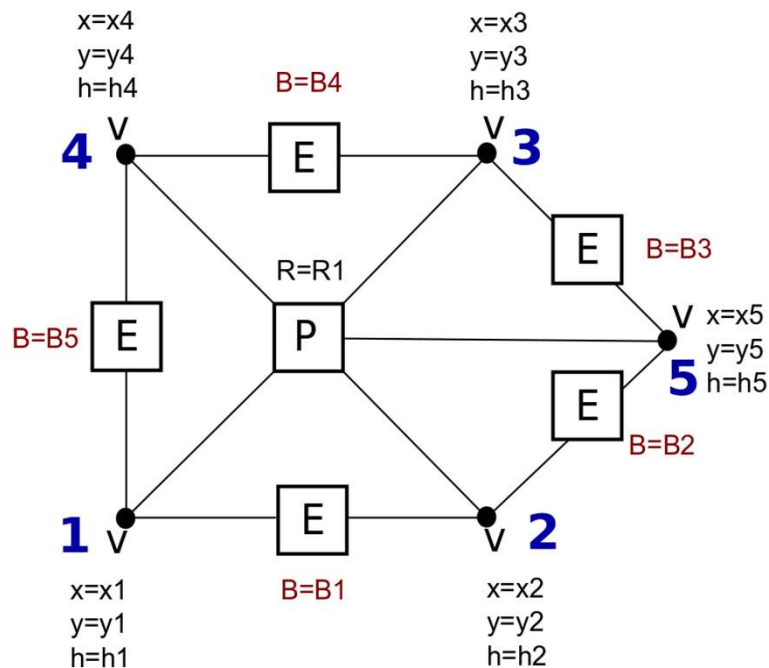 x=x4
y=y4
h=h4
V
4
B=B4
E
x=x3
y=y3
h=h3
V
3
E
B=B3
R=R1
P
B=B5
E
V
x=x5
y=y5
h=h5
5
E
B=B2
1
V
x=x1
y=y1
h=h1
E
B=B1
V
2
x=x2
y=y2
h=h2